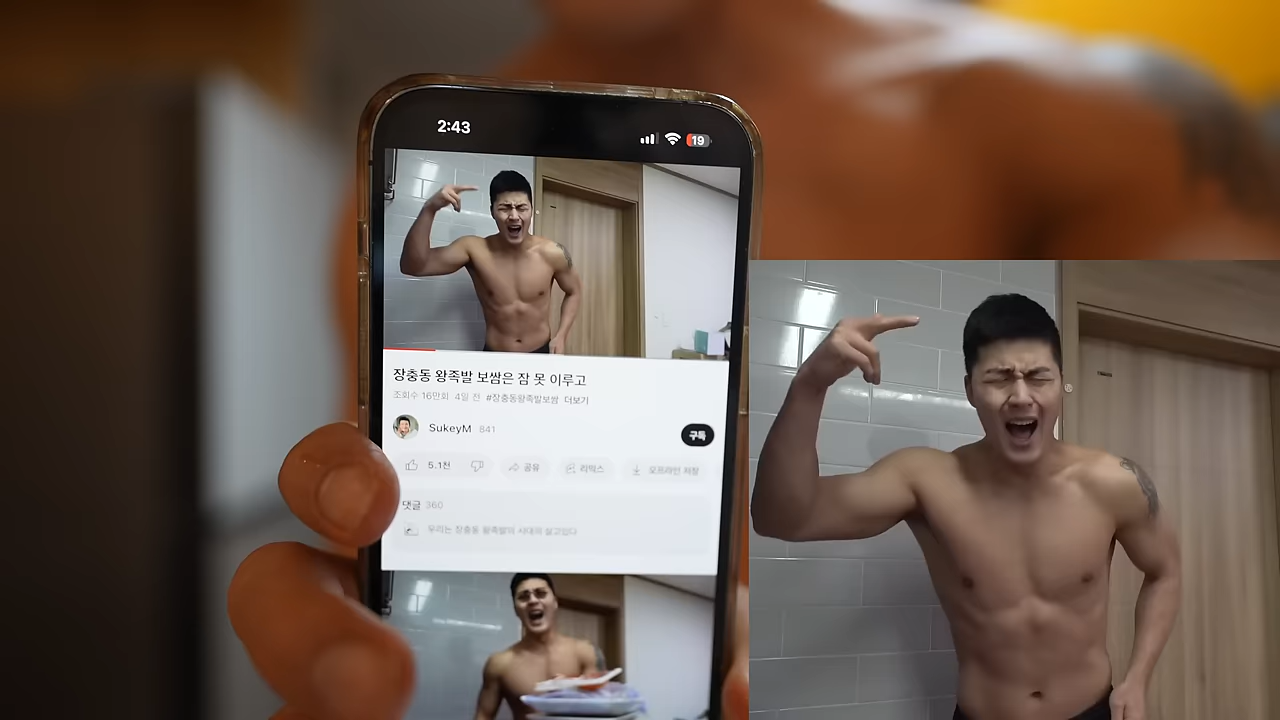 2:43
19
장충동 왕족발 보쌈은 잠 못 이루고
조회수 16만회 4일 전 #장충동왕족발보쌈 더보기
SukeyM 841
구독
5.1천 공유 리믹스 오프라인 저장
댓글 360
우리는 장충동 왕족발의 시대에 살고있다